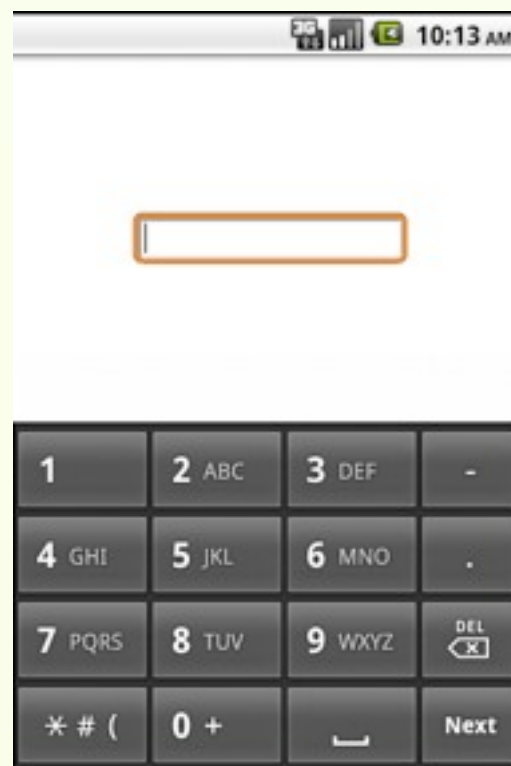 3G 10:13 AM
1 2 ABC 3 DEF -
4 GHI 5 JKL 6 MNO .
7 PQRS 8 TUV 9 WXYZ DEL
* # ( 0 + Next